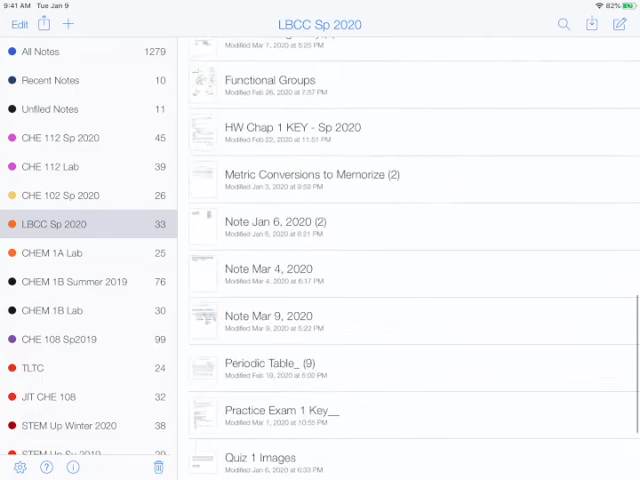 9:41 AM Tue Jan 9
82%
Edit
LBCC Sp 2020
All Notes 1279
Recent Notes 10
Unfiled Notes 11
CHE 112 Sp 2020 45
CHE 112 Lab 39
CHE 102 Sp 2020 26
LBCC Sp 2020 33
CHEM 1A Lab 25
CHEM 1B Summer 2019 76
CHEM 1B Lab 30
CHE 108 Sp2019 99
TLTC 24
JIT CHE 108 32
STEM Up Winter 2020 38
STEM Up Sy 2019
Modified Mar 7, 2020 at 5:25 PM
Functional Groups
Modified Feb 26, 2020 at 7:57 PM
HW Chap 1 KEY - Sp 2020
Modified Feb 22, 2020 at 11:51 PM
Metric Conversions to Memorize (2)
Modified Jan 3, 2020 at 9:59 PM
Note Jan 6, 2020 (2)
Modified Jan 5, 2020 at 6:21 PM
Note Mar 4, 2020
Modified Mar 4, 2020 at 6:17 PM
Note Mar 9, 2020
Modified Mar 9, 2020 at 5:22 PM
Periodic Table_ (9)
Modified Feb 19, 2020 at 5:00 PM
Practice Exam 1 Key__
Modified Mar 1, 2020 at 10:55 PM
Quiz 1 Images
Modified Jan 6, 2020 at 6:33 PM